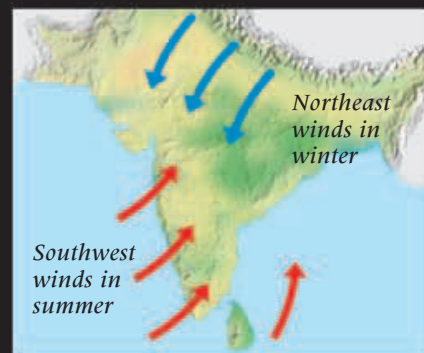 Northeast
winds in
winter
Southwest
winds in
summer